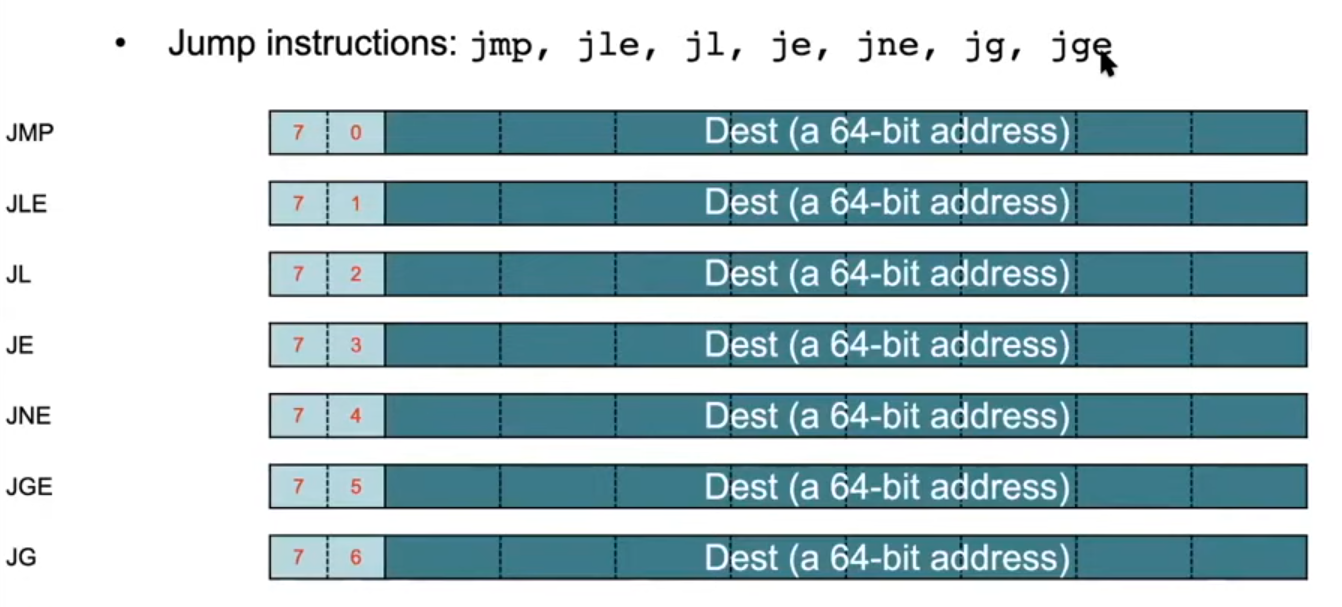 • Jump instructions: jmp, jle, jl, je, jne, jg, jge
JMP 7 0 Dest (a 64-bit address)
JLE 7 1 Dest (a 64-bit address)
JL 7 2 Dest (a 64-bit address)
JE 7 3 Dest (a 64-bit address)
JNE 7 4 Dest (a 64-bit address)
JGE 7 5 Dest (a 64-bit address)
JG 7 6 Dest (a 64-bit address)